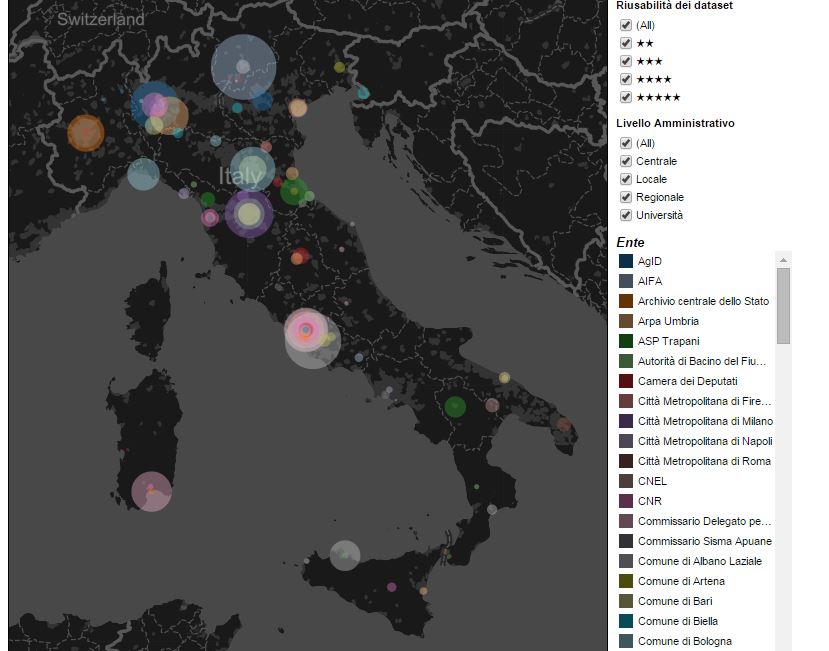 Switzerland
Italy
Riusabilità dei dataset
(All)
★★
★★★
★★★★
★★★★★
Livello Amministrativo
(All)
Centrale
Locale
Regionale
Università
Ente
AgID
AIFA
Archivio centrale dello Stato
Arpa Umbria
ASP Trapani
Autorità di Bacino del Fiu...
Camera dei Deputati
Città Metropolitana di Fire...
Città Metropolitana di Milano
Città Metropolitana di Napoli
Città Metropolitana di Roma
CNEL
CNR
Commissario Delegato pe...
Commissario Sisma Apuane
Comune di Albano Laziale
Comune di Artena
Comune di Bari
Comune di Biella
Comune di Bologna